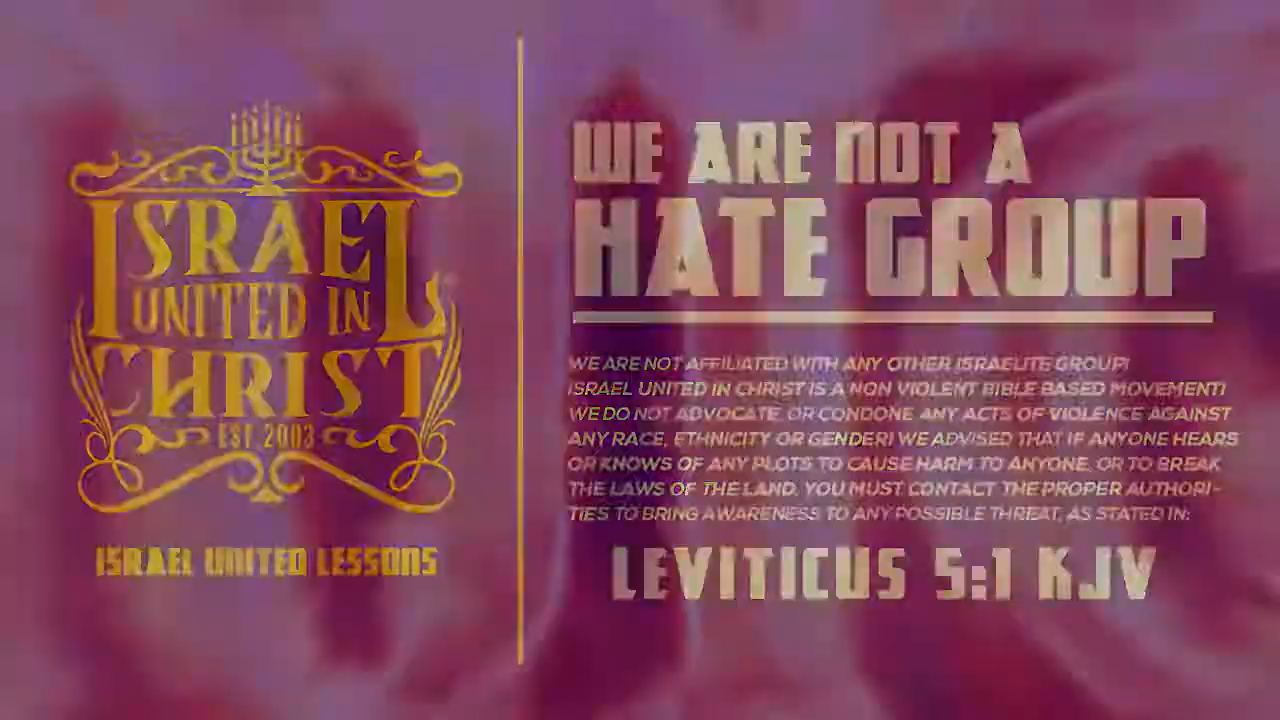 ISRAEL
UNITED IN
CHRIST
EST 2003
ISRAEL UNITED LESSONS
WE ARE NOT A
HATE GROUP
WE ARE NOT AFFILIATED WITH ANY OTHER ISRAELITE GROUP!
ISRAEL UNITED IN CHRIST IS A NON VIOLENT BIBLE BASED MOVEMENT!
WE DO NOT ADVOCATE OR CONDONE ANY ACTS OF VIOLENCE AGAINST
ANY RACE, ETHNICITY OR GENDER! WE ADVISED THAT IF ANYONE HEARS
OR KNOWS OF ANY PLOTS TO CAUSE HARM TO ANYONE, OR TO BREAK
THE LAWS OF THE LAND. YOU MUST CONTACT THE PROPER AUTHORI-
TIES TO BRING AWARENESS TO ANY POSSIBLE THREAT, AS STATED IN:
LEVITICUS 5:1 KJV